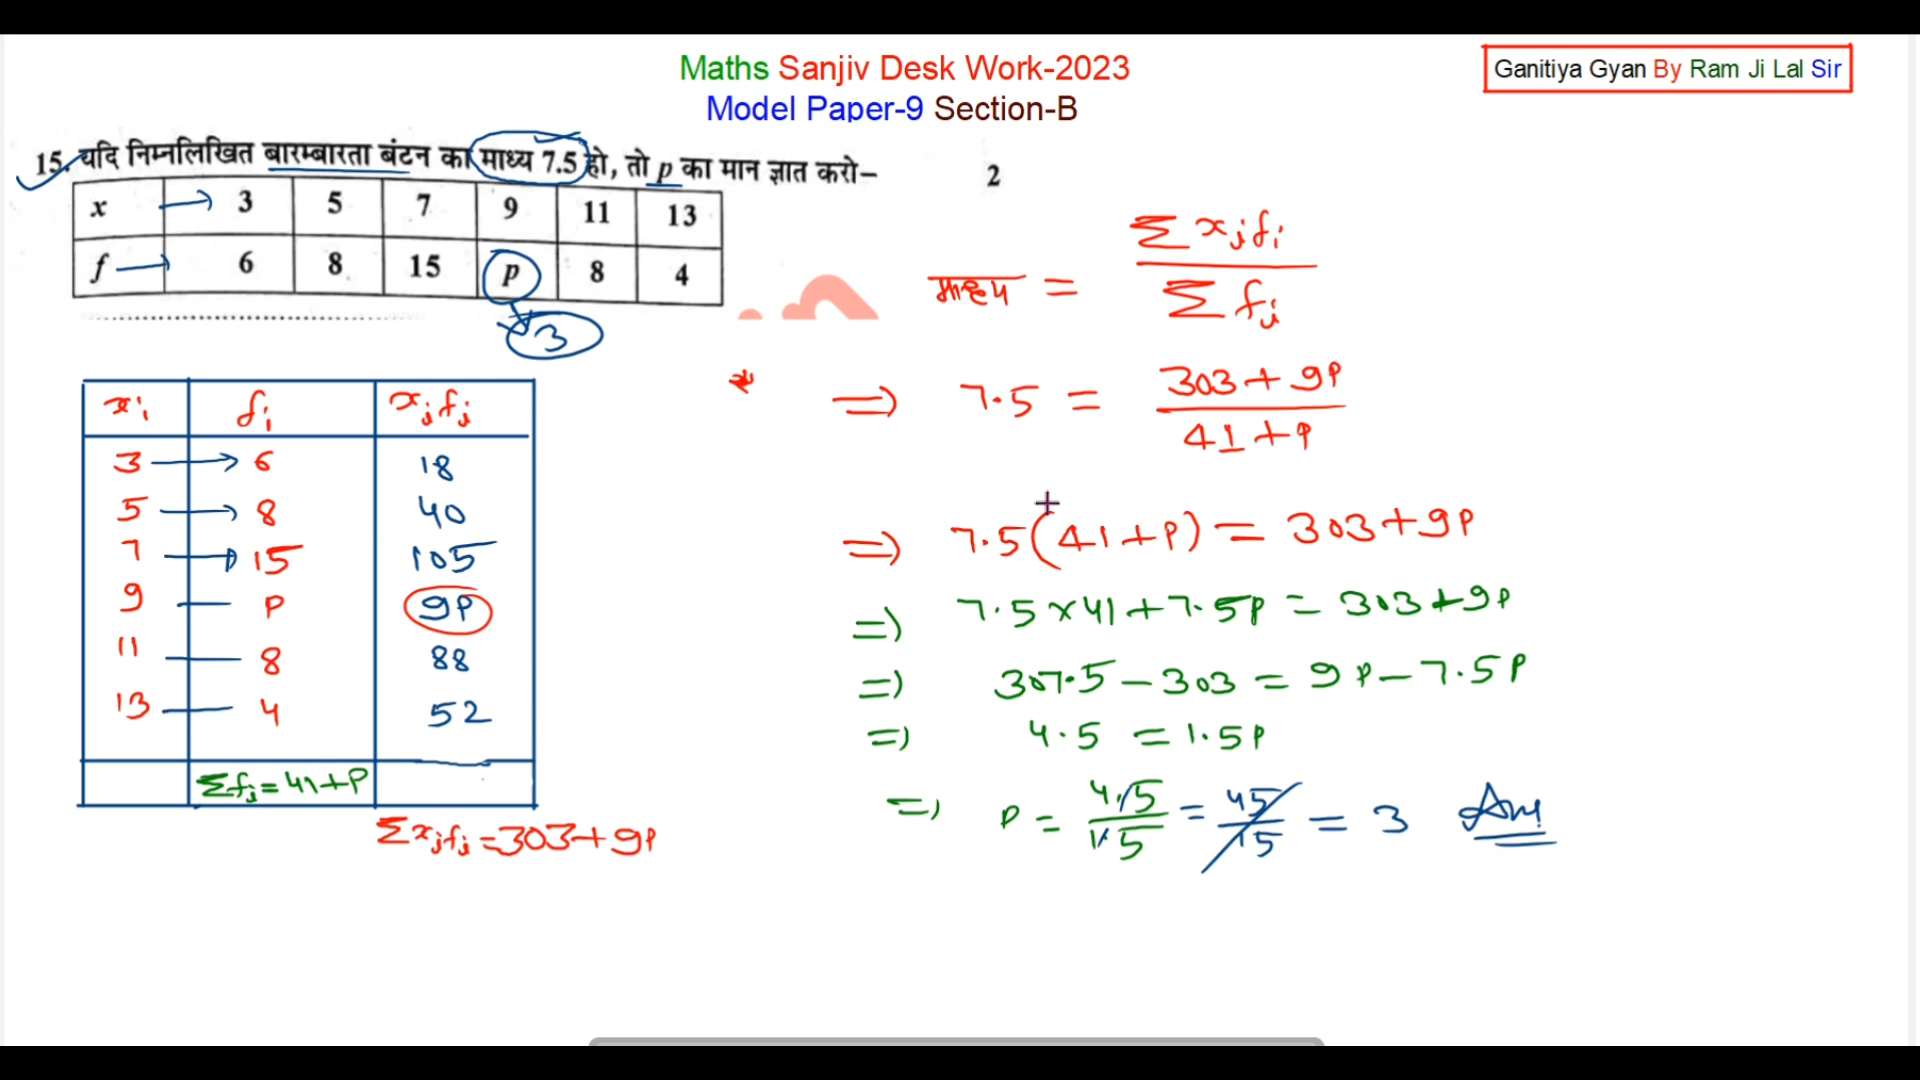 Maths Sanjiv Desk Work-2023
Ganitiya Gyan By Ram Ji Lal Sir
Model Paper-9 Section-B
15. यदि निम्नलिखित बारम्बारता बंटन का माध्य 7.5 हो, तो p का मान ज्ञात करो– 2
x → 3 5 7 9 11 13
f → 6 8 15 p 8 4
3
xi fi xifi
3 → 6 18
5 → 8 40
7 → 15 105
9 — P 9P
11 — 8 88
13 — 4 52
Σfi = 41+P
Σxifi = 303+9P
माध्य = Σxifi / Σfi
⇒ 7.5 = 303+9P / 41+P
⇒ 7.5(41+P) = 303+9P
⇒ 7.5×41+7.5P = 303+9P
⇒ 307.5-303 = 9P-7.5P
⇒ 4.5 = 1.5P
⇒ P = 4.5/1.5 = 45/15 = 3 Ans